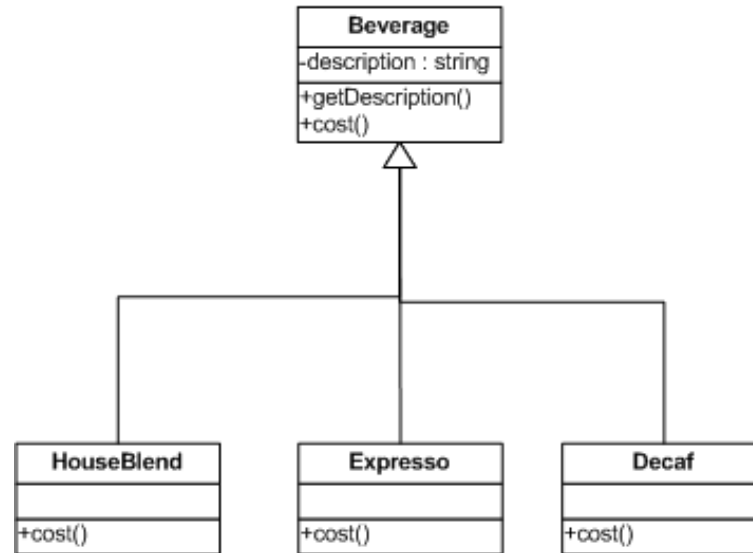 Beverage
-description : string
+getDescription()
+cost()
HouseBlend
Expresso
Decaf
+cost()
+cost()
+cost()